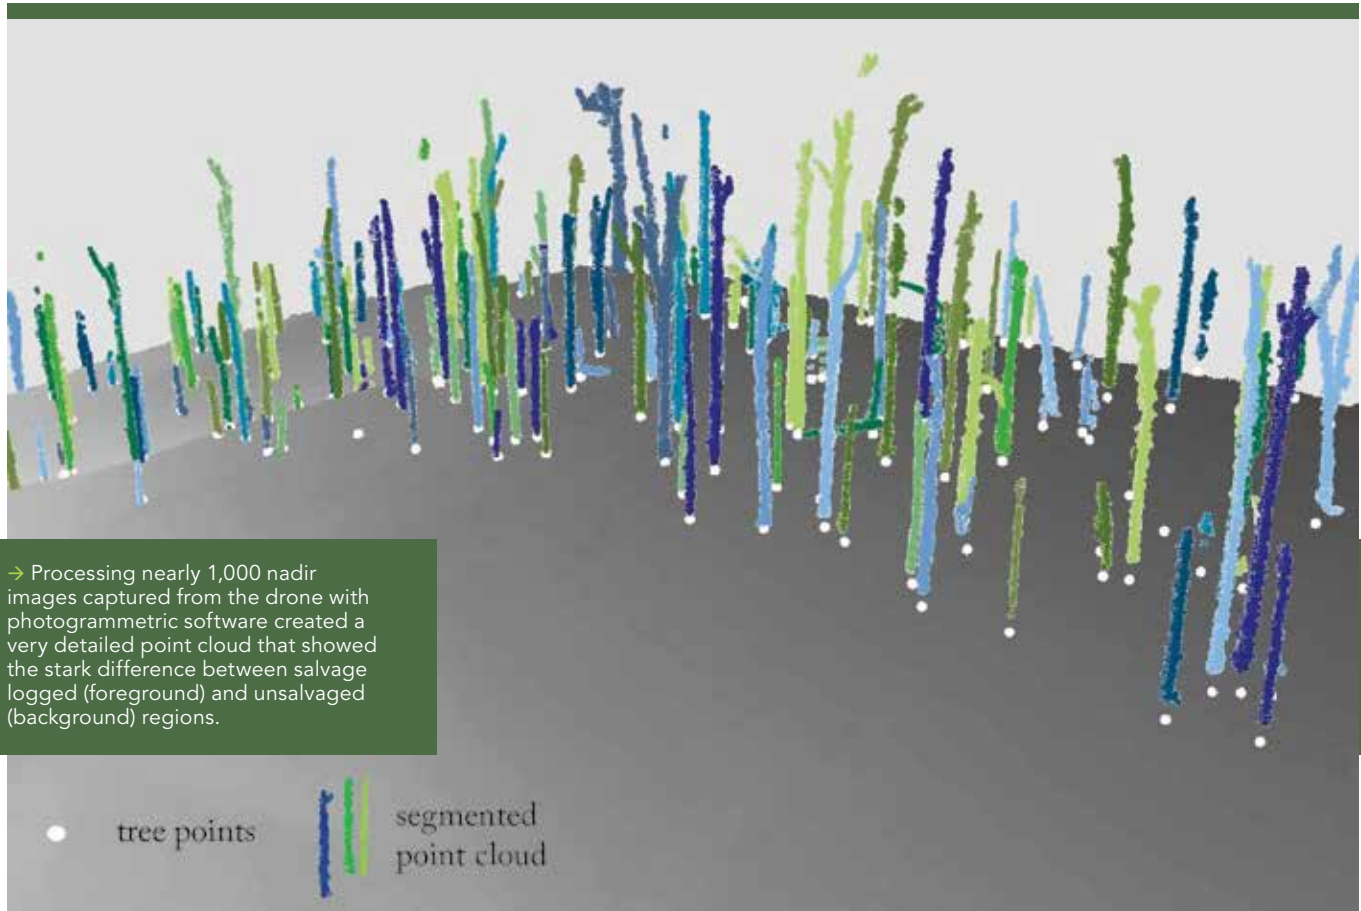 → Processing nearly 1,000 nadir
images captured from the drone with
photogrammetric software created a
very detailed point cloud that showed
the stark difference between salvage
logged (foreground) and unsalvaged
(background) regions.
tree points
segmented
point cloud